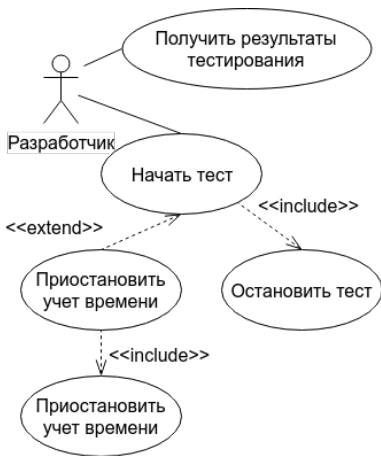 Получить результаты
тестирования
Разработчик
Начать тест
<<extend>>
<<include>>
Приостановить
учет времени
Остановить тест
<<include>>
Приостановить
учет времени